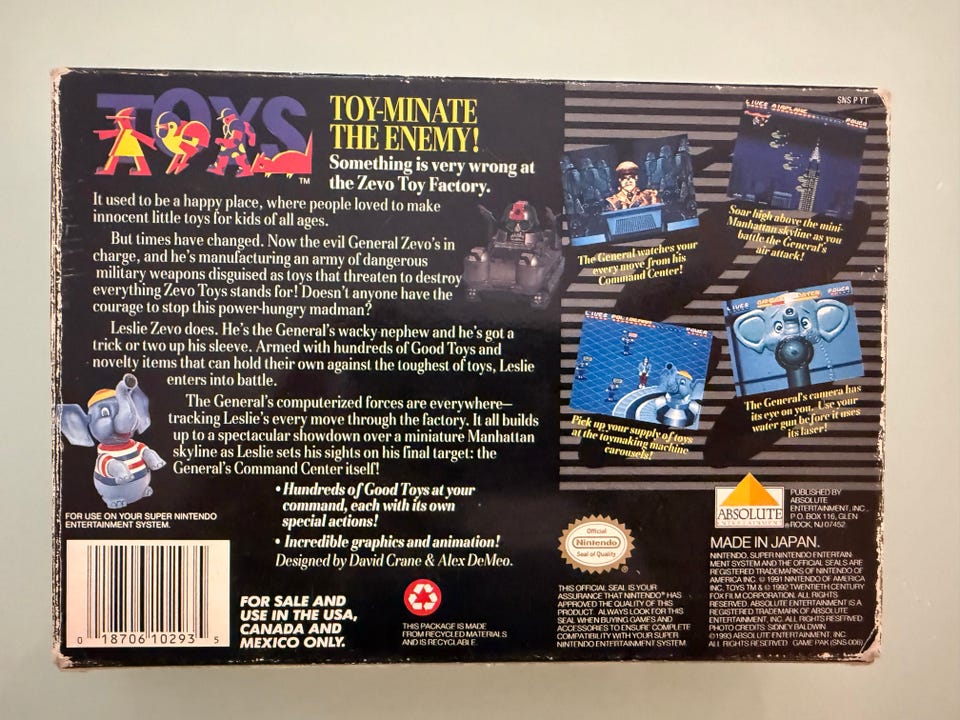 TOYS
TM
TOY-MINATE
THE ENEMY!
Something is very wrong at
the Zevo Toy Factory.
It used to be a happy place, where people loved to make
innocent little toys for kids of all ages.
But times have changed. Now the evil General Zevo's in
charge, and he's manufacturing an army of dangerous
military weapons disguised as toys that threaten to destroy
everything Zevo Toys stands for! Doesn't anyone have the
courage to stop this power-hungry madman?
Leslie Zevo does. He's the General's wacky nephew and he's got a
trick or two up his sleeve. Armed with hundreds of Good Toys and
novelty items that can hold their own against the toughest of toys, Leslie
enters into battle.
The General's computerized forces are everywhere—
tracking Leslie's every move through the factory. It all builds
up to a spectacular showdown over a miniature Manhattan
skyline as Leslie sets his sights on his final target: the
General's Command Center itself!
• Hundreds of Good Toys at your
command, each with its own
special actions!
• Incredible graphics and animation!
Designed by David Crane & Alex DeMeo.
FOR USE ON YOUR SUPER NINTENDO
ENTERTAINMENT SYSTEM.
0 18706 10293 5
FOR SALE AND
USE IN THE USA,
CANADA AND
MEXICO ONLY.
THIS PACKAGE IS MADE
FROM RECYCLED MATERIALS
AND IS RECYCLABLE.
SNS P YT
LIVES AIRPLANE POWER
The General watches your
every move from his
Command Center!
Soar high above the mini-
Manhattan skyline as you
battle the General's
air attack!
LIVES POWER
Pick up your supply of toys
at the toymaking machine
carousels!
LIVES POWER
The General's camera has
its eye on you. Use your
water gun before it uses
its laser!
Official
Nintendo
Seal of Quality
®
THIS OFFICIAL SEAL IS YOUR
ASSURANCE THAT NINTENDO® HAS
APPROVED THE QUALITY OF THIS
PRODUCT. ALWAYS LOOK FOR THIS
SEAL WHEN BUYING GAMES AND
ACCESSORIES TO ENSURE COMPLETE
COMPATIBILITY WITH YOUR SUPER
NINTENDO ENTERTAINMENT SYSTEM.
ABSOLUTE
ENTERTAINMENT
PUBLISHED BY
ABSOLUTE
ENTERTAINMENT, INC.
P.O. BOX 116, GLEN
ROCK, NJ 07452
MADE IN JAPAN.
NINTENDO, SUPER NINTENDO ENTERTAIN-
MENT SYSTEM AND THE OFFICIAL SEALS ARE
REGISTERED TRADEMARKS OF NINTENDO OF
AMERICA INC. © 1991 NINTENDO OF AMERICA
INC. TOYS TM & © 1992 TWENTIETH CENTURY
FOX FILM CORPORATION. ALL RIGHTS
RESERVED. ABSOLUTE ENTERTAINMENT IS A
REGISTERED TRADEMARK OF ABSOLUTE
ENTERTAINMENT, INC. ALL RIGHTS RESERVED.
PHOTO CREDITS: SIDNEY BALDWIN
©1993 ABSOLUTE ENTERTAINMENT, INC.
ALL RIGHTS RESERVED. GAME PAK (SNS-006)